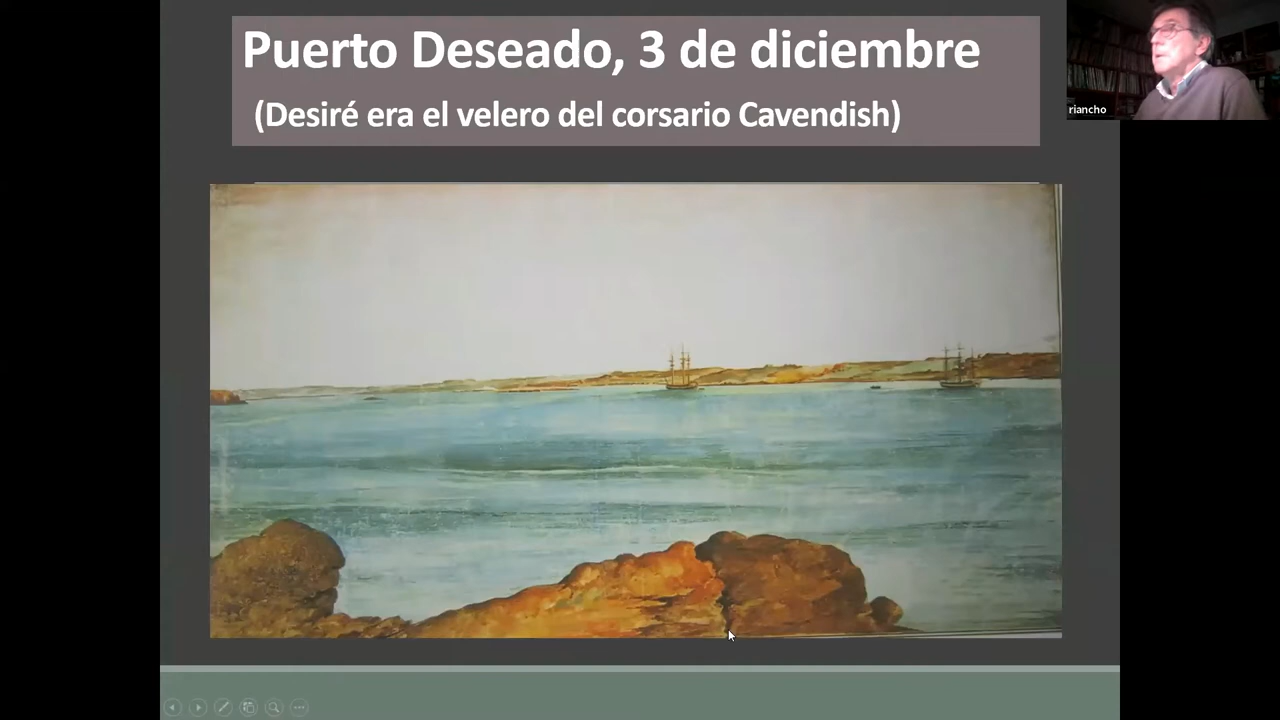 Puerto Deseado, 3 de diciembre
(Desiré era el velero del corsario Cavendish)
riancho